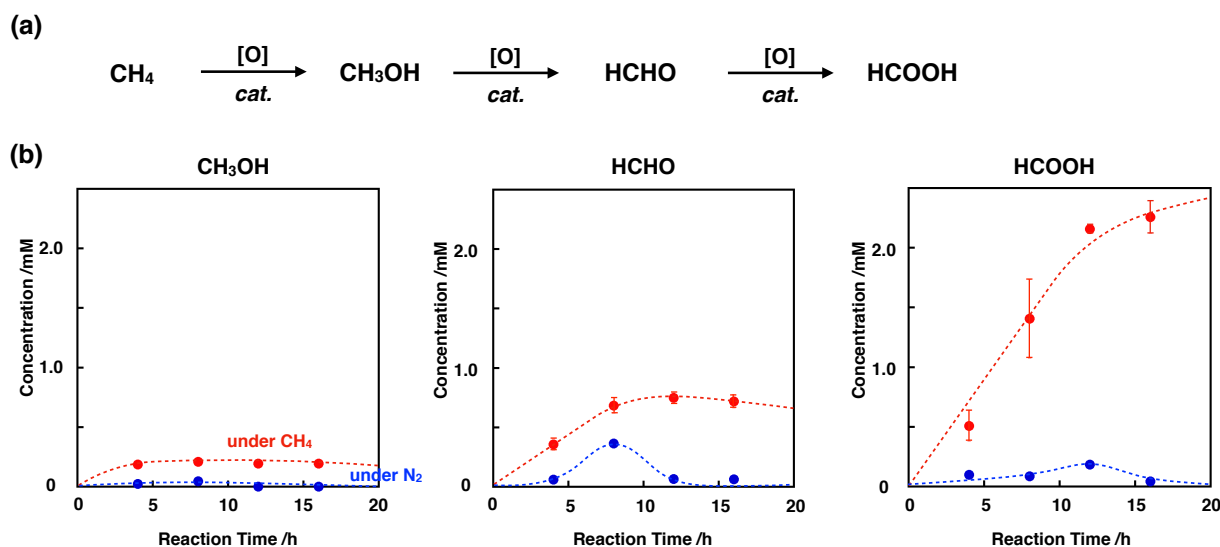 (a)
CH₄ [O] cat. CH₃OH [O] cat. HCHO [O] cat. HCOOH
(b)
CH₃OH
Concentration /mM
2.0
1.0
0
under CH₄
under N₂
0 5 10 15 20
Reaction Time /h
HCHO
Concentration /mM
2.0
1.0
0
0 5 10 15 20
Reaction Time /h
HCOOH
Concentration /mM
2.0
1.0
0
0 5 10 15 20
Reaction Time /h